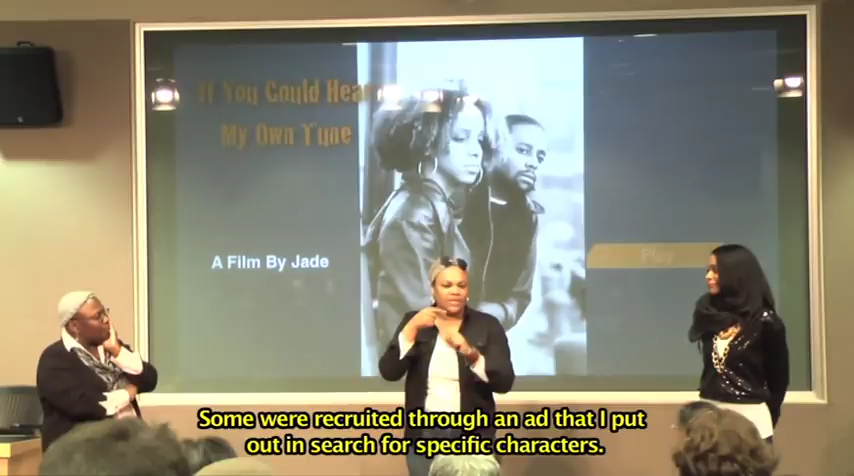 If You Could Hear
My Own Tune
A Film By Jade
Play
Some were recruited through an ad that I put
out in search for specific characters.